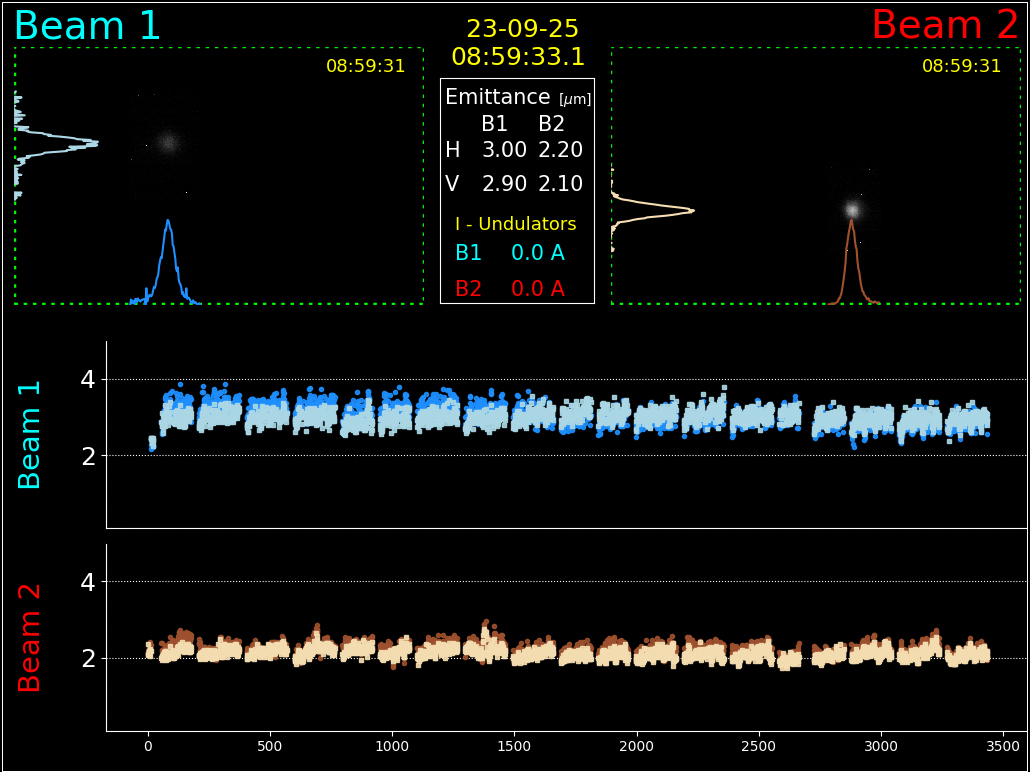 Beam 1
23-09-25
08:59:33.1
Beam 2
08:59:31
08:59:31
Emittance [μm]
B1 B2
H 3.00 2.20
V 2.90 2.10
I - Undulators
B1 0.0 A
B2 0.0 A
Beam 1
4
2
Beam 2
4
2
0 500 1000 1500 2000 2500 3000 3500